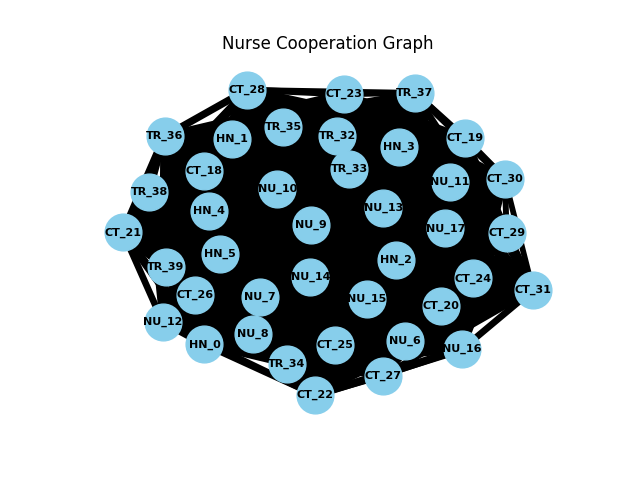 Nurse Cooperation Graph
CT_28
CT_23
TR_37
TR_36
HN_1
TR_35
TR_32
HN_3
CT_19
CT_18
TR_33
CT_30
TR_38
NU_10
NU_11
HN_4
NU_13
CT_21
NU_9
NU_17
CT_29
HN_5
HN_2
TR_39
NU_14
CT_24
CT_31
CT_26
NU_7
NU_15
CT_20
NU_12
NU_8
HN_0
CT_25
NU_6
NU_16
TR_34
CT_27
CT_22